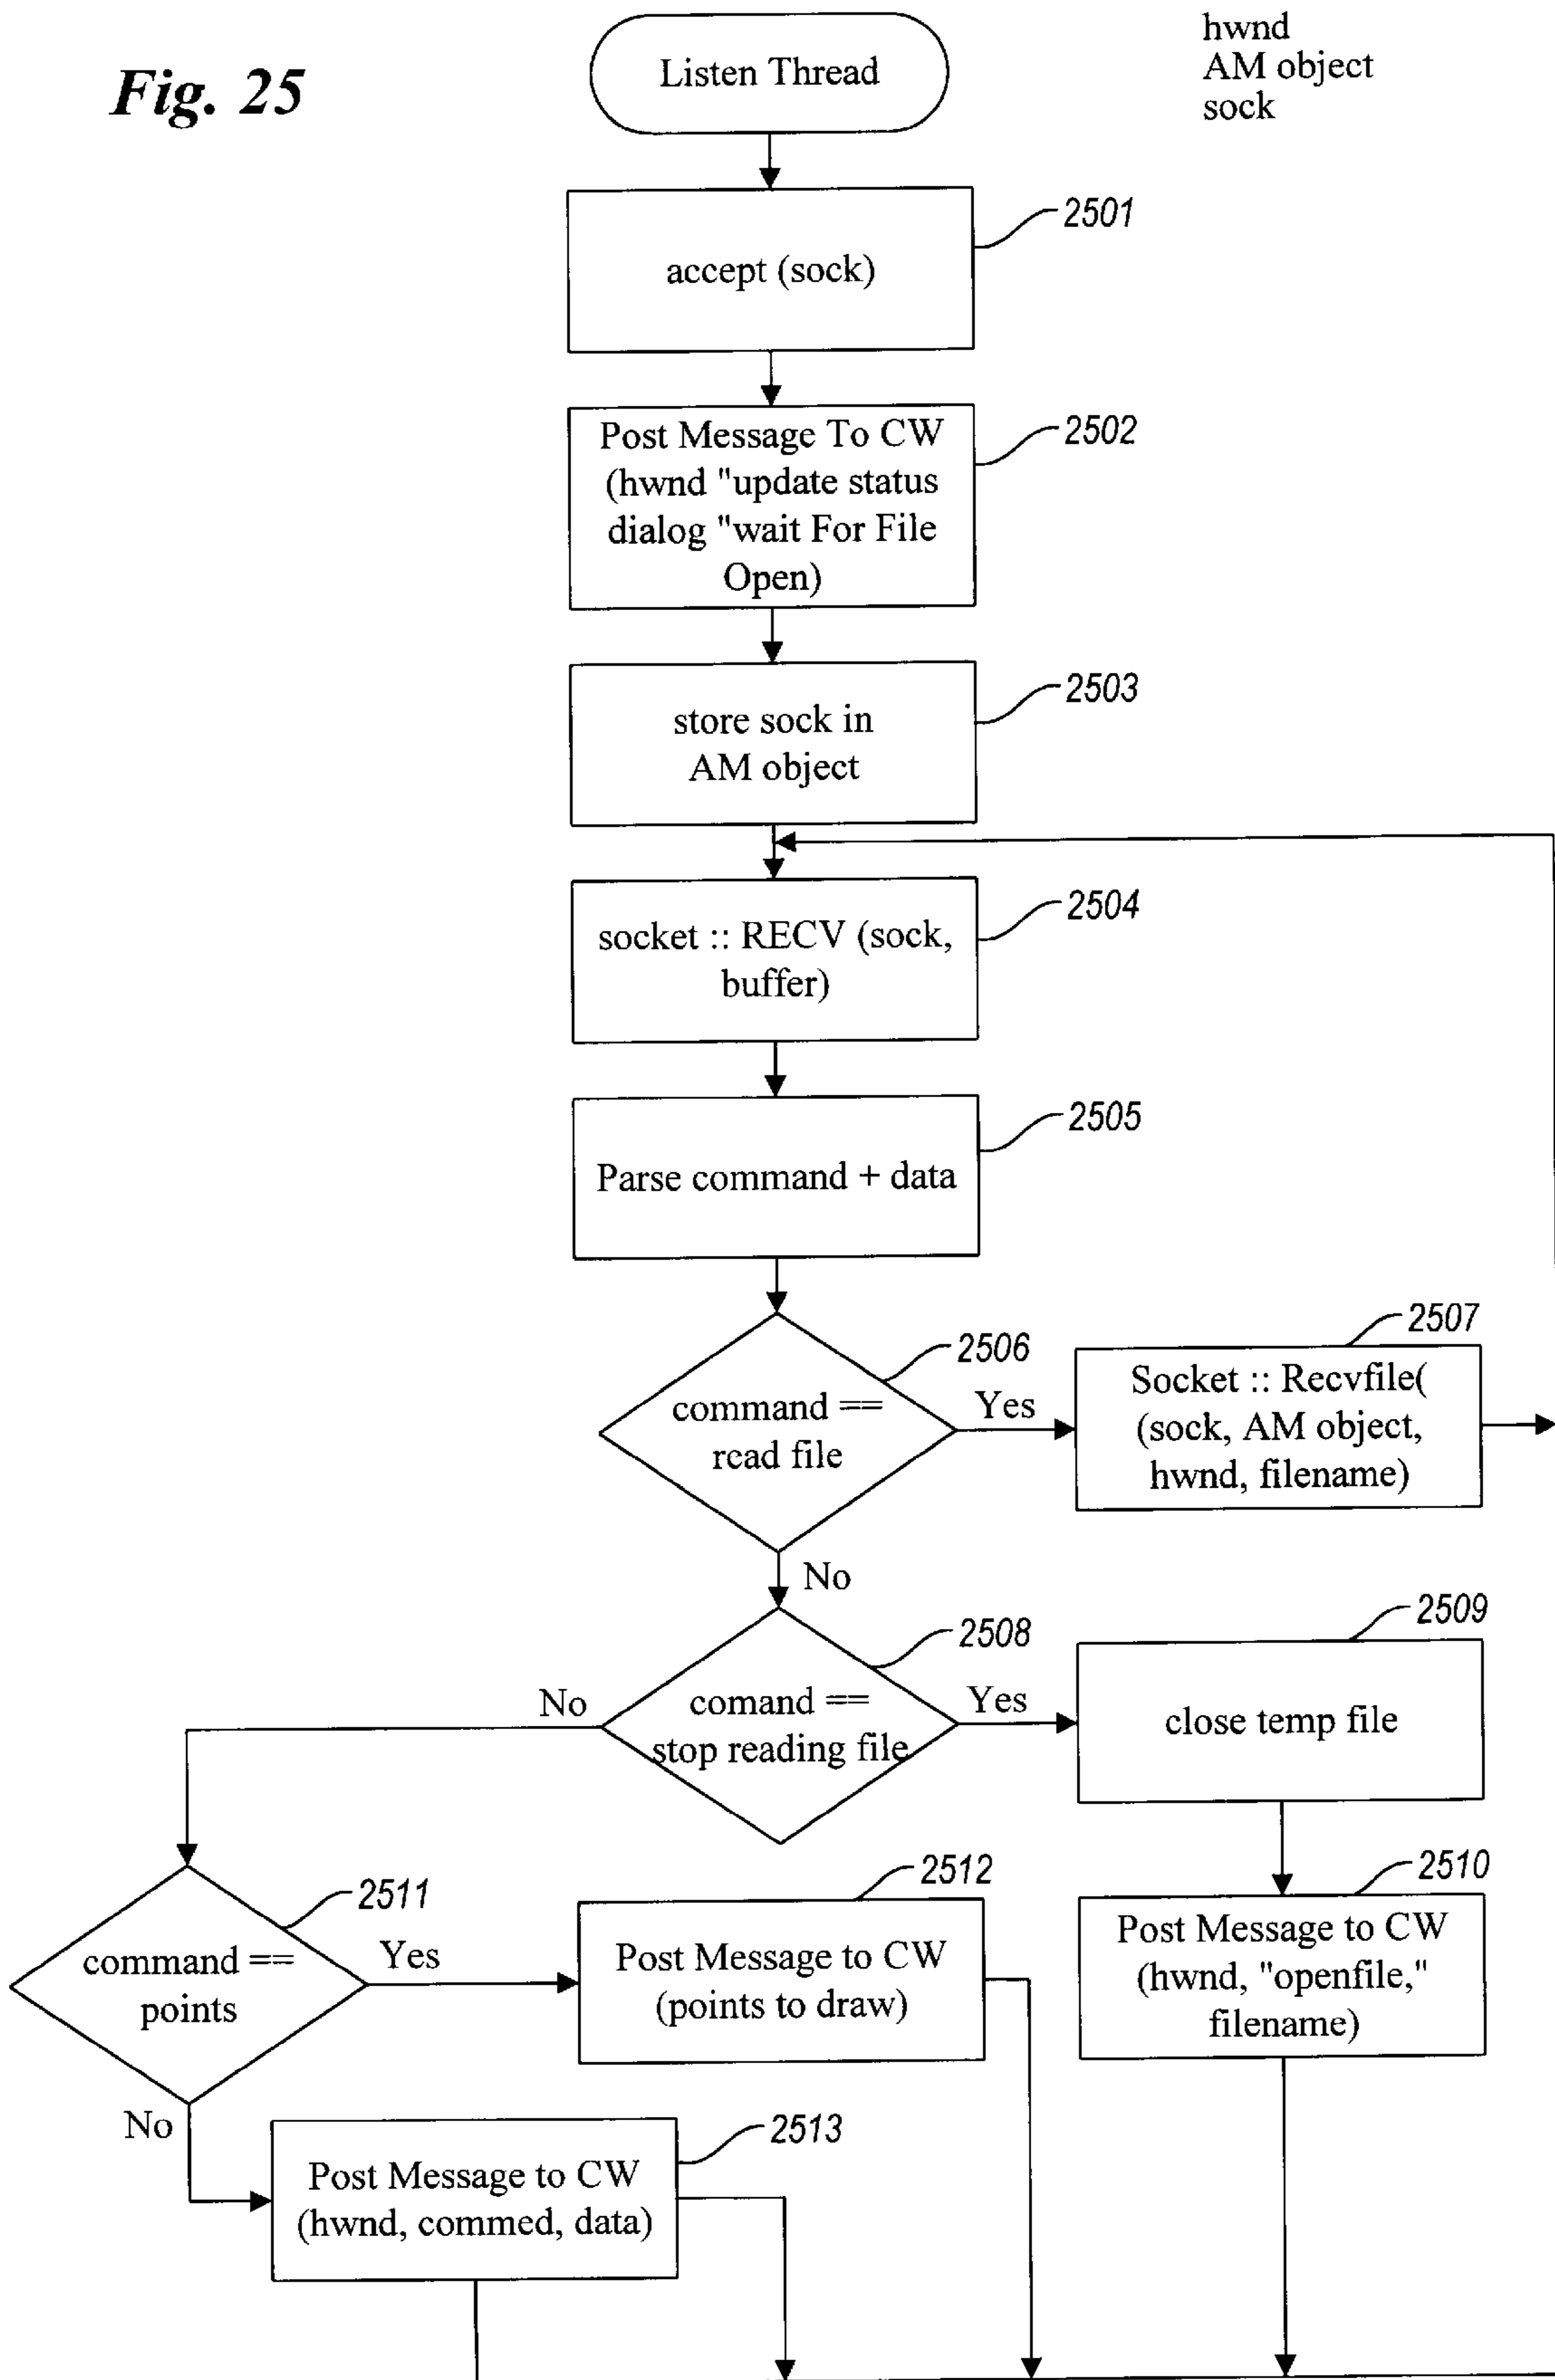 Fig. 25
Listen Thread
hwnd
AM object
sock
2501
accept (sock)
2502
Post Message To CW
(hwnd "update status
dialog "wait For File
Open)
2503
store sock in
AM object
2504
socket :: RECV (sock,
buffer)
2505
Parse command + data
2506
command ==
read file
Yes
No
2507
Socket :: Recvfile(
(sock, AM object,
hwnd, filename)
2508
comand ==
stop reading file
No
Yes
2509
close temp file
2510
Post Message to CW
(hwnd, "openfile,"
filename)
2511
command ==
points
Yes
No
2512
Post Message to CW
(points to draw)
2513
Post Message to CW
(hwnd, commed, data)